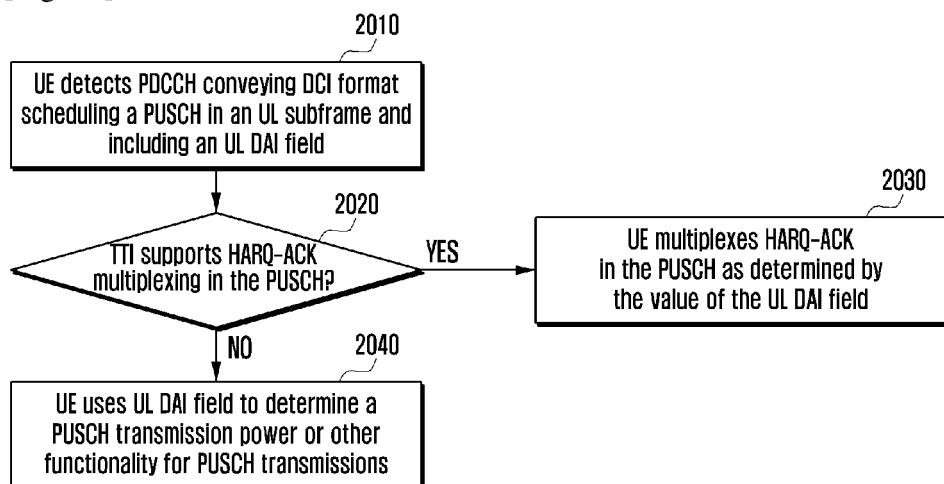 2010
UE detects PDCCH conveying DCI format
scheduling a PUSCH in an UL subframe and
including an UL DAI field
2020
TTI supports HARQ-ACK
multiplexing in the PUSCH?
YES
2030
UE multiplexes HARQ-ACK
in the PUSCH as determined by
the value of the UL DAI field
NO
2040
UE uses UL DAI field to determine a
PUSCH transmission power or other
functionality for PUSCH transmissions